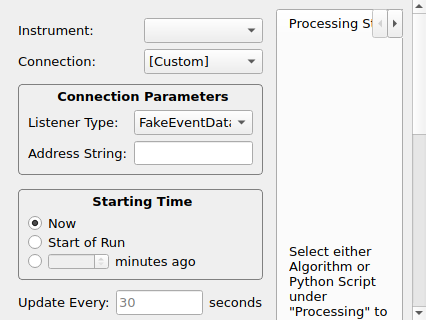 Instrument:
Connection: [Custom]
Connection Parameters
Listener Type: FakeEventData
Address String:
Starting Time
Now
Start of Run
minutes ago
Update Every: 30 seconds
Processing
Select either
Algorithm or
Python Script
under
"Processing" to